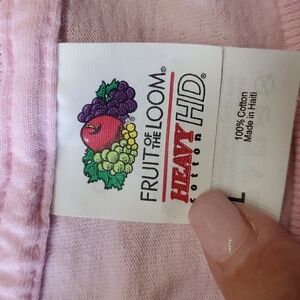 FRUIT OF
THE LOOM®
HEAVY HD®
cotton
100% Cotton
Made in Haiti
L